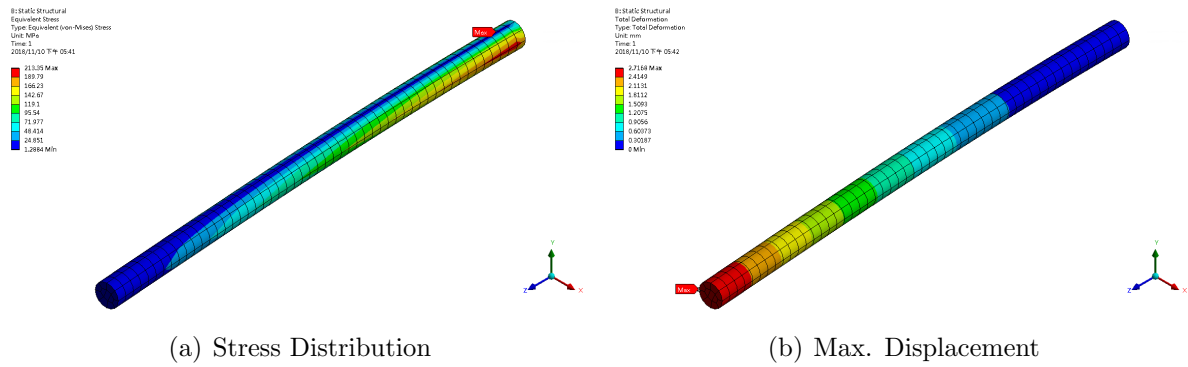 B: Static Structural
Equivalent Stress
Type: Equivalent (von-Mises) Stress
Unit: MPa
Time: 1
2018/11/10 下午 05:41
213.35 Max
189.79
166.23
142.67
119.1
95.54
71.977
48.414
24.851
1.2884 Min
Max
Y
Z
X
(a) Stress Distribution
B: Static Structural
Total Deformation
Type: Total Deformation
Unit: mm
Time: 1
2018/11/10 下午 05:42
2.7168 Max
2.4149
2.1131
1.8112
1.5093
1.2075
0.9056
0.60373
0.30187
0 Min
Max
Y
Z
X
(b) Max. Displacement